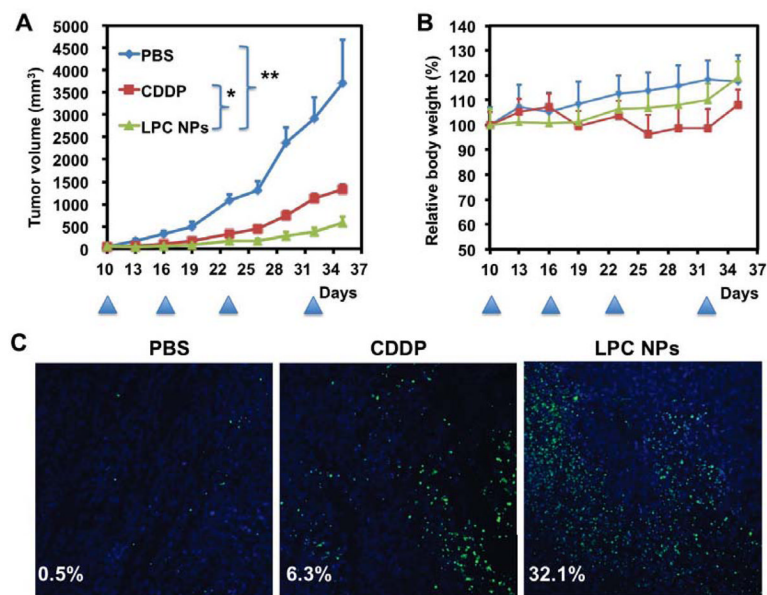 A
Tumor volume (mm³)
5000
4500
4000
3500
3000
2500
2000
1500
1000
500
0
PBS
CDDP
LPC NPs
*
**
10 13 16 19 22 25 28 31 34 37
Days
B
Relative body weight (%)
140
130
120
110
100
90
80
70
60
50
10 13 16 19 22 25 28 31 34 37
Days
C
PBS CDDP LPC NPs
0.5% 6.3% 32.1%